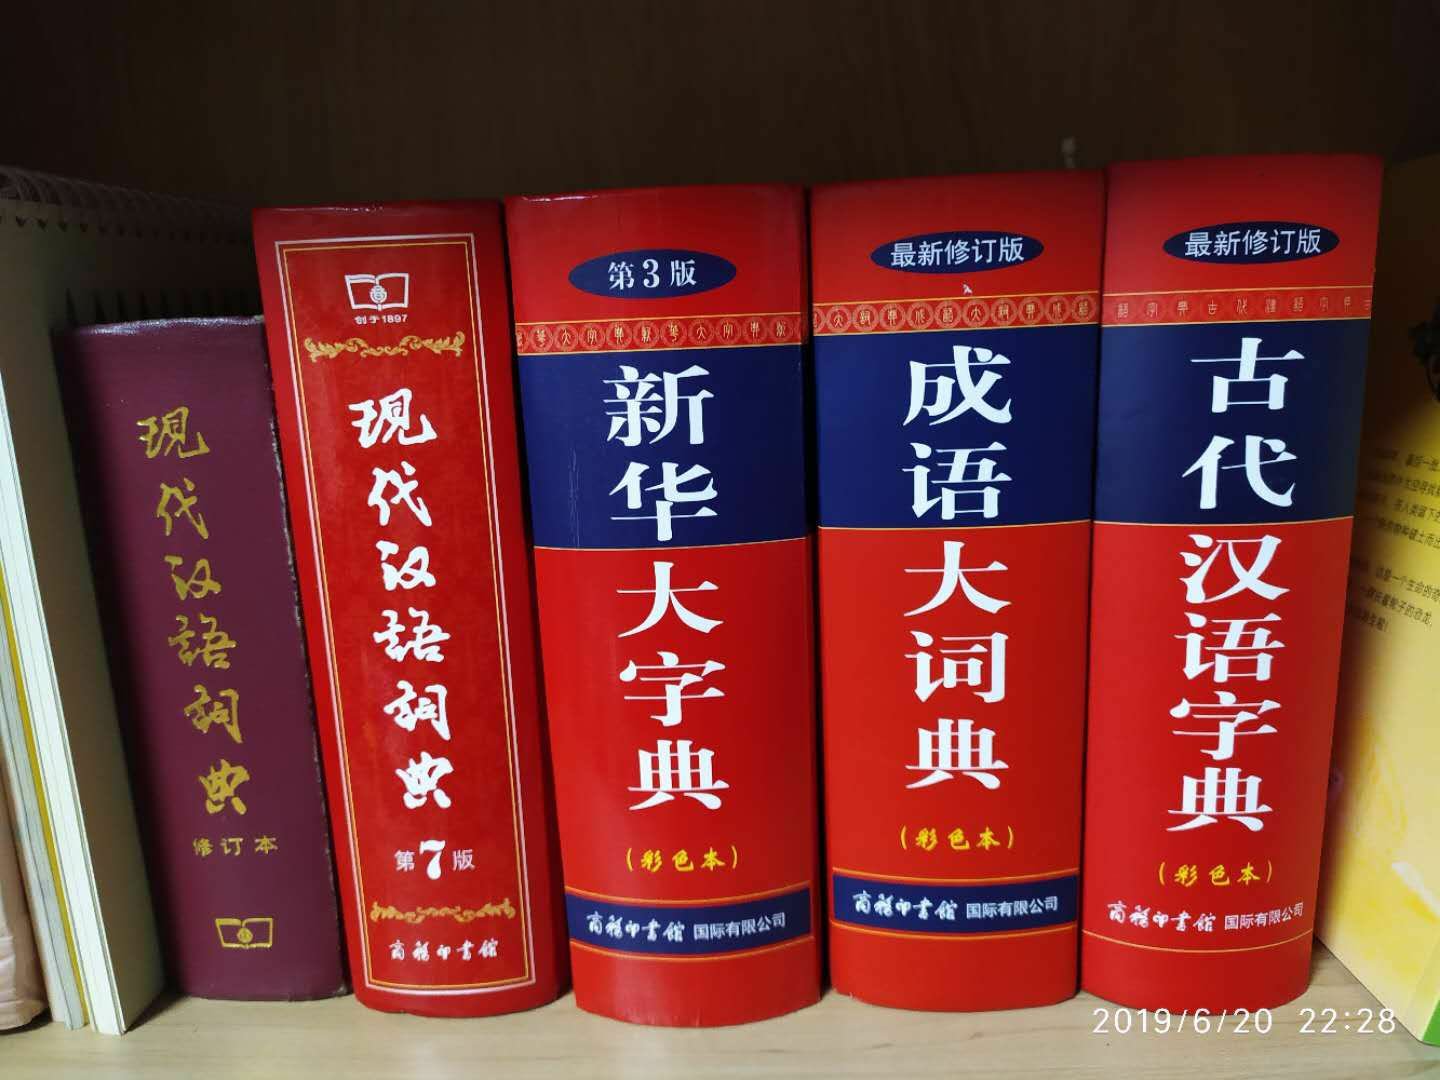 现代汉语词典
修订本
创于1897
现代汉語詞典
第7版
商務印書館
第3版
新华大字典
(彩色本)
商務印書館 国际有限公司
最新修订版
成语大词典
(彩色本)
商務印書館 国际有限公司
最新修订版
古代汉语字典
(彩色本)
商務印書館 国际有限公司
2019/6/20 22:28